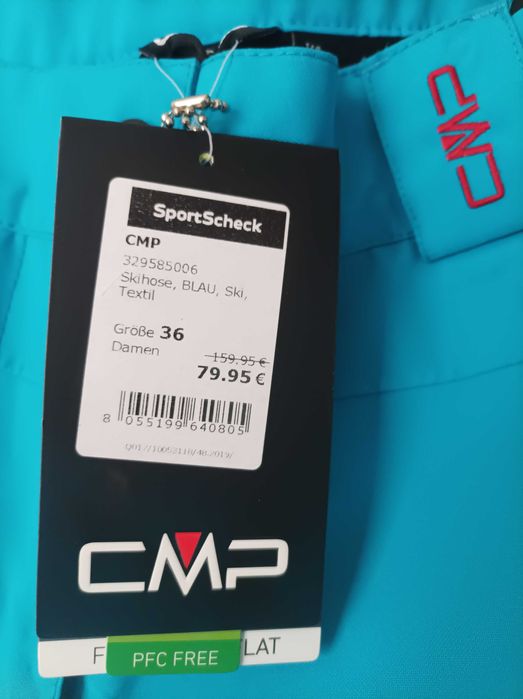 CMP
SportScheck
CMP
329585006
Skihose, BLAU, Ski,
Textil
Größe 36
Damen
159.95 €
79.95 €
8 055199 640805
CMP
F LAT
PFC FREE